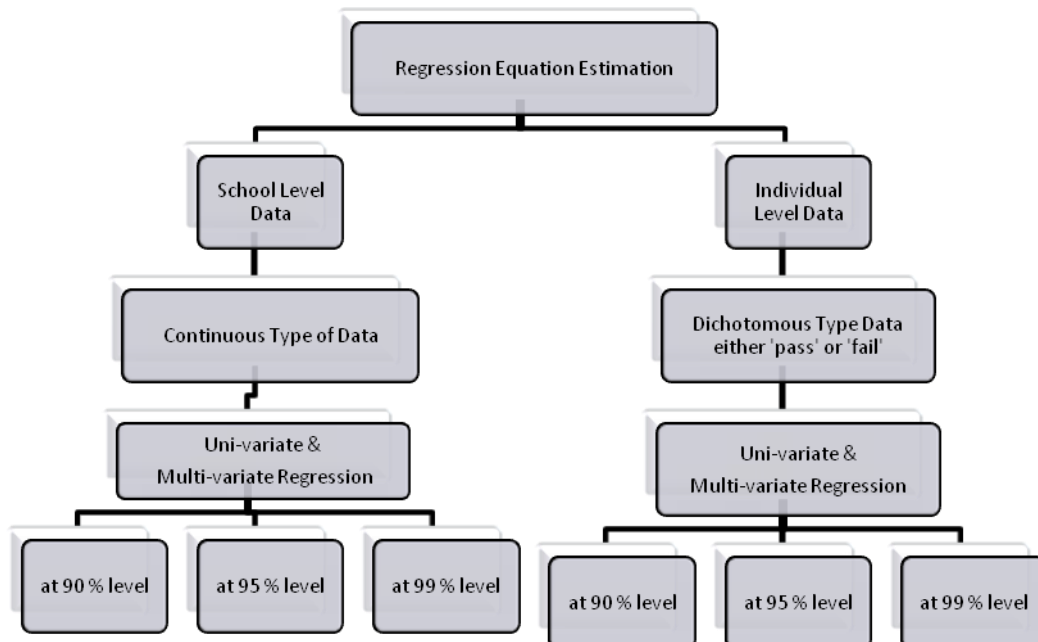 Regression Equation Estimation
School Level
Data
Individual
Level Data
Continuous Type of Data
Dichotomous Type Data
either 'pass' or 'fail'
Uni-variate &
Multi-variate Regression
Uni-variate &
Multi-variate Regression
at 90 % level
at 95 % level
at 99 % level
at 90 % level
at 95 % level
at 99 % level